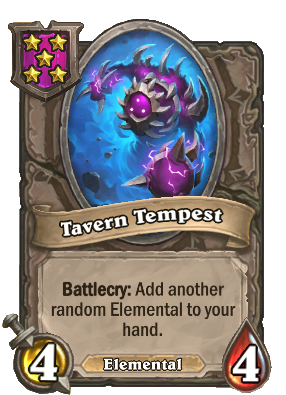 Tavern Tempest
Battlecry: Add another
random Elemental to your
hand.
4
Elemental
4